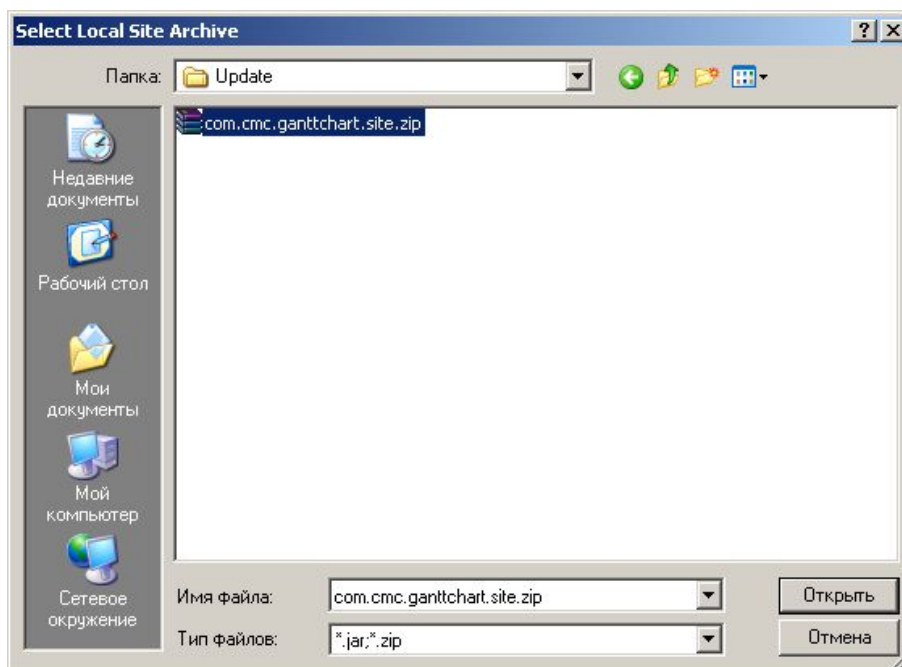 Select Local Site Archive
Папка: Update
com.cmc.ganttchart.site.zip
Недавние
документы
Рабочий стол
Мои
документы
Мой
компьютер
Сетевое
окружение
Имя файла: com.cmc.ganttchart.site.zip Открыть
Тип файлов: *.jar;*.zip Отмена